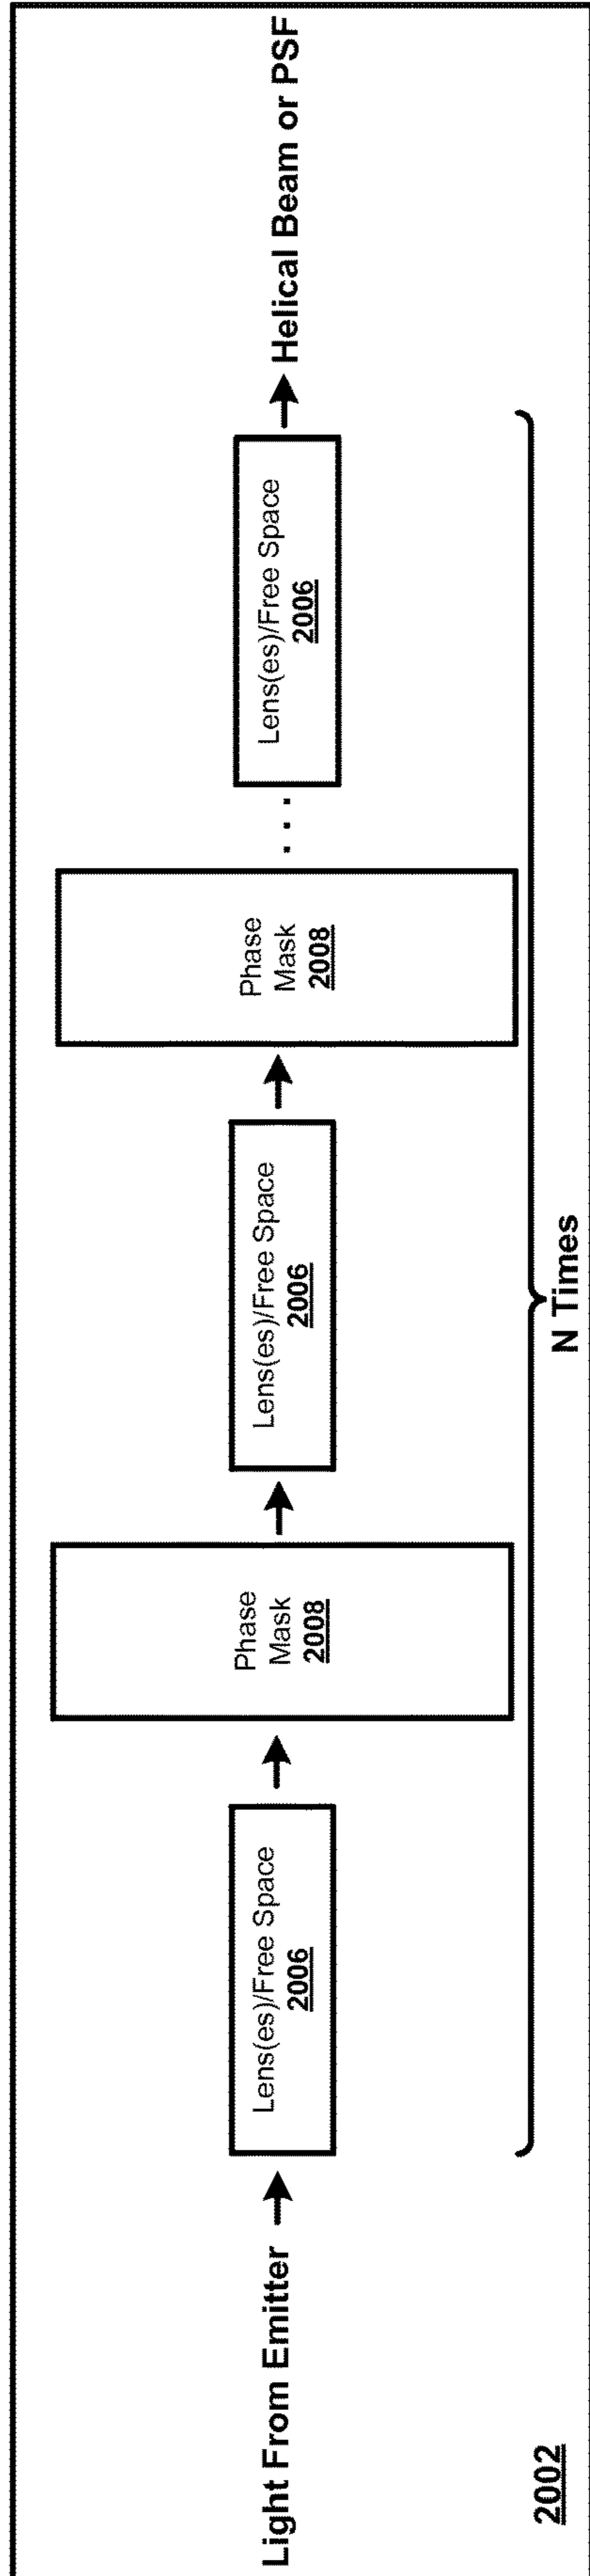 Light From Emitter
Lens(es)/Free Space
2006
Phase
Mask
2008
Lens(es)/Free Space
2006
Phase
Mask
2008
. . .
Lens(es)/Free Space
2006
Helical Beam or PSF
N Times
2002